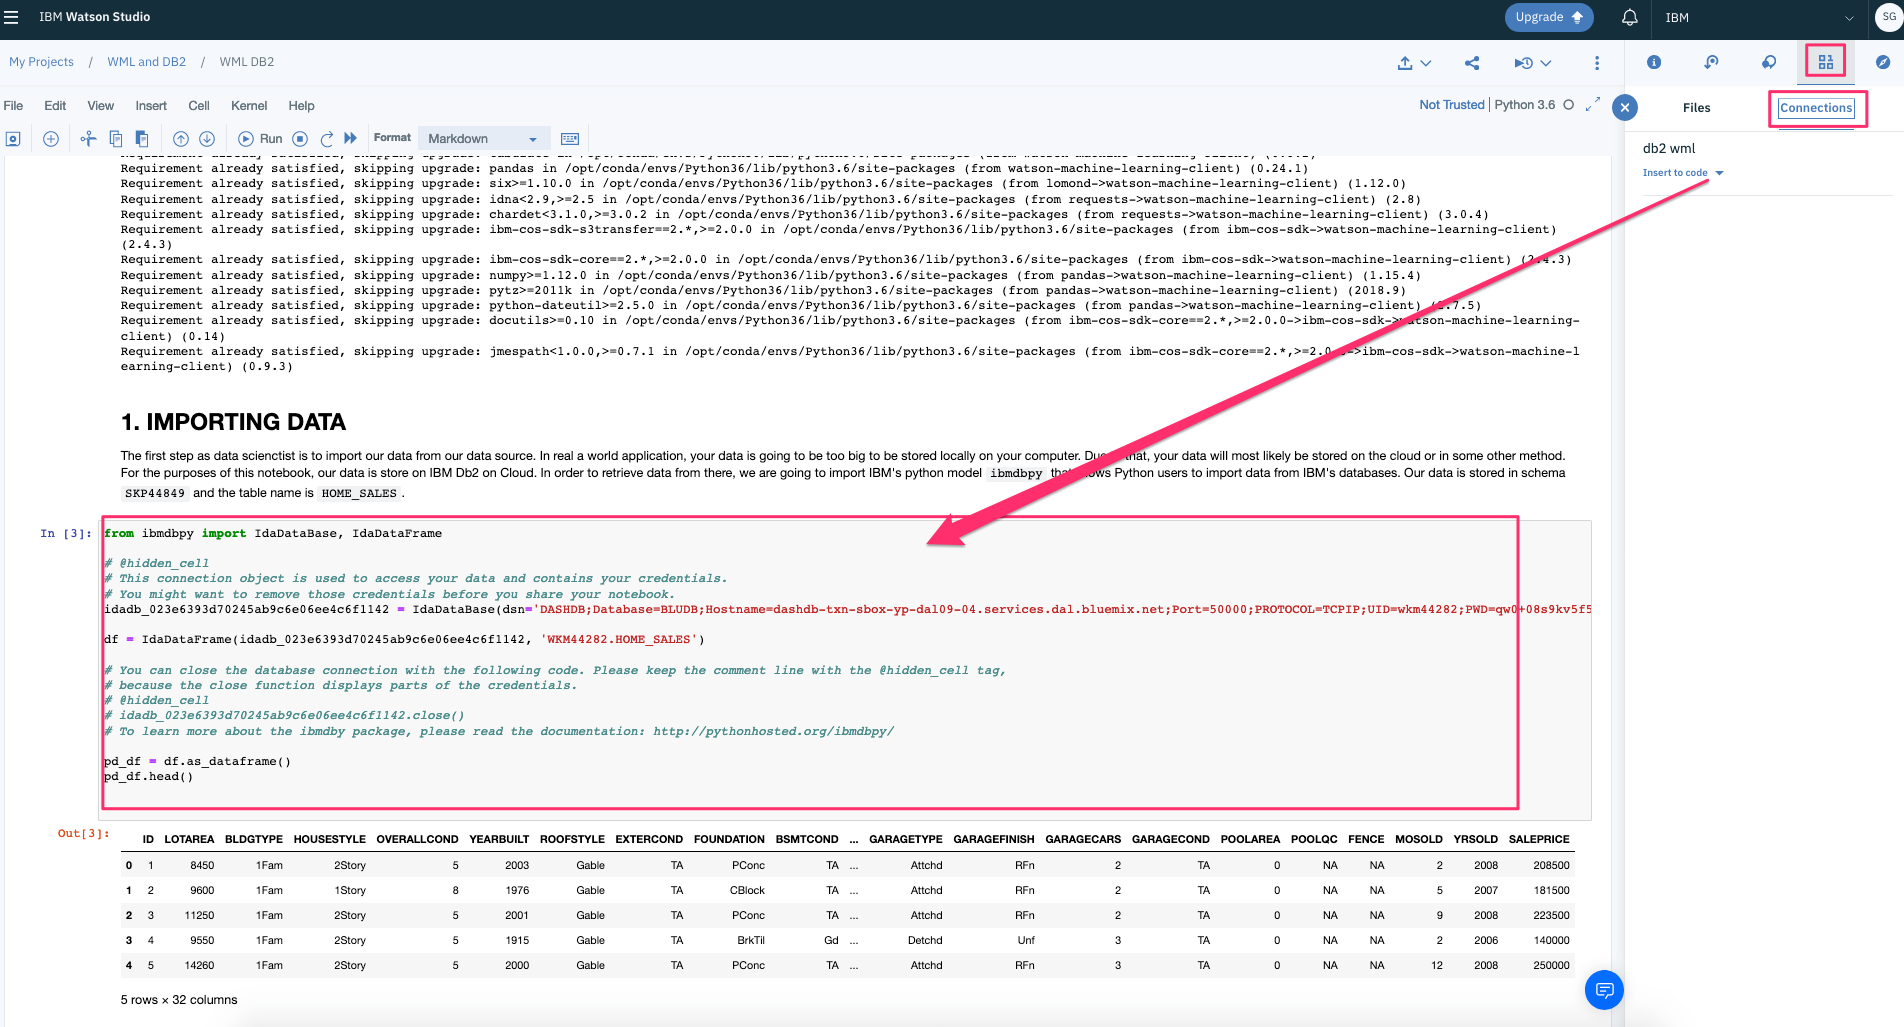 IBM Watson Studio
Upgrade
IBM
SG
My Projects / WML and DB2 / WML DB2
File Edit View Insert Cell Kernel Help
Not Trusted | Python 3.6
Run
Format
Markdown
Files
Connections
db2 wml
Insert to code
Requirement already satisfied, skipping upgrade: pandas in /opt/conda/envs/Python36/lib/python3.6/site-packages (from watson-machine-learning-client) (0.24.1)
Requirement already satisfied, skipping upgrade: six>=1.10.0 in /opt/conda/envs/Python36/lib/python3.6/site-packages (from lomond->watson-machine-learning-client) (1.12.0)
Requirement already satisfied, skipping upgrade: idna<2.9,>=2.5 in /opt/conda/envs/Python36/lib/python3.6/site-packages (from requests->watson-machine-learning-client) (2.8)
Requirement already satisfied, skipping upgrade: chardet<3.1.0,>=3.0.2 in /opt/conda/envs/Python36/lib/python3.6/site-packages (from requests->watson-machine-learning-client) (3.0.4)
Requirement already satisfied, skipping upgrade: ibm-cos-sdk-s3transfer==2.*,>=2.0.0 in /opt/conda/envs/Python36/lib/python3.6/site-packages (from ibm-cos-sdk->watson-machine-learning-client)
(2.4.3)
Requirement already satisfied, skipping upgrade: ibm-cos-sdk-core==2.*,>=2.0.0 in /opt/conda/envs/Python36/lib/python3.6/site-packages (from ibm-cos-sdk->watson-machine-learning-client) (2.4.3)
Requirement already satisfied, skipping upgrade: numpy>=1.12.0 in /opt/conda/envs/Python36/lib/python3.6/site-packages (from pandas->watson-machine-learning-client) (1.15.4)
Requirement already satisfied, skipping upgrade: pytz>=2011k in /opt/conda/envs/Python36/lib/python3.6/site-packages (from pandas->watson-machine-learning-client) (2018.9)
Requirement already satisfied, skipping upgrade: python-dateutil>=2.5.0 in /opt/conda/envs/Python36/lib/python3.6/site-packages (from pandas->watson-machine-learning-client) (2.7.5)
Requirement already satisfied, skipping upgrade: docutils>=0.10 in /opt/conda/envs/Python36/lib/python3.6/site-packages (from ibm-cos-sdk-core==2.*,>=2.0.0->ibm-cos-sdk->watson-machine-learning-
client) (0.14)
Requirement already satisfied, skipping upgrade: jmespath<1.0.0,>=0.7.1 in /opt/conda/envs/Python36/lib/python3.6/site-packages (from ibm-cos-sdk-core==2.*,>=2.0.0->ibm-cos-sdk->watson-machine-l
earning-client) (0.9.3)
1. IMPORTING DATA
The first step as data scienctist is to import our data from our data source. In real a world application, your data is going to be too big to be stored locally on your computer. Due to that, your data will most likely be stored on the cloud or in some other method.
For the purposes of this notebook, our data is store on IBM Db2 on Cloud. In order to retrieve data from there, we are going to import IBM's python model ibmdbpy that allows Python users to import data from IBM's databases. Our data is stored in schema
SKP44849 and the table name is HOME_SALES .
In [3]: from ibmdbpy import IdaDataBase, IdaDataFrame
# @hidden_cell
# This connection object is used to access your data and contains your credentials.
# You might want to remove those credentials before you share your notebook.
idadb_023e6393d70245ab9c6e06ee4c6f1142 = IdaDataBase(dsn='DASHDB;Database=BLUDB;Hostname=dashdb-txn-sbox-yp-dal09-04.services.dal.bluemix.net;Port=50000;PROTOCOL=TCPIP;UID=wkm44282;PWD=qw0+08s9kv5f5
df = IdaDataFrame(idadb_023e6393d70245ab9c6e06ee4c6f1142, 'WKM44282.HOME_SALES')
# You can close the database connection with the following code. Please keep the comment line with the @hidden_cell tag,
# because the close function displays parts of the credentials.
# @hidden_cell
# idadb_023e6393d70245ab9c6e06ee4c6f1142.close()
# To learn more about the ibmdby package, please read the documentation: http://pythonhosted.org/ibmdbpy/
pd_df = df.as_dataframe()
pd_df.head()
Out[3]:
ID LOTAREA BLDGTYPE HOUSESTYLE OVERALLCOND YEARBUILT ROOFSTYLE EXTERCOND FOUNDATION BSMTCOND ... GARAGETYPE GARAGEFINISH GARAGECARS GARAGECOND POOLAREA POOLQC FENCE MOSOLD YRSOLD SALEPRICE
0 1 8450 1Fam 2Story 5 2003 Gable TA PConc TA ... Attchd RFn 2 TA 0 NA NA 2 2008 208500
1 2 9600 1Fam 1Story 8 1976 Gable TA CBlock TA ... Attchd RFn 2 TA 0 NA NA 5 2007 181500
2 3 11250 1Fam 2Story 5 2001 Gable TA PConc TA ... Attchd RFn 2 TA 0 NA NA 9 2008 223500
3 4 9550 1Fam 2Story 5 1915 Gable TA BrkTil Gd ... Detchd Unf 3 TA 0 NA NA 2 2006 140000
4 5 14260 1Fam 2Story 5 2000 Gable TA PConc TA ... Attchd RFn 3 TA 0 NA NA 12 2008 250000
5 rows × 32 columns